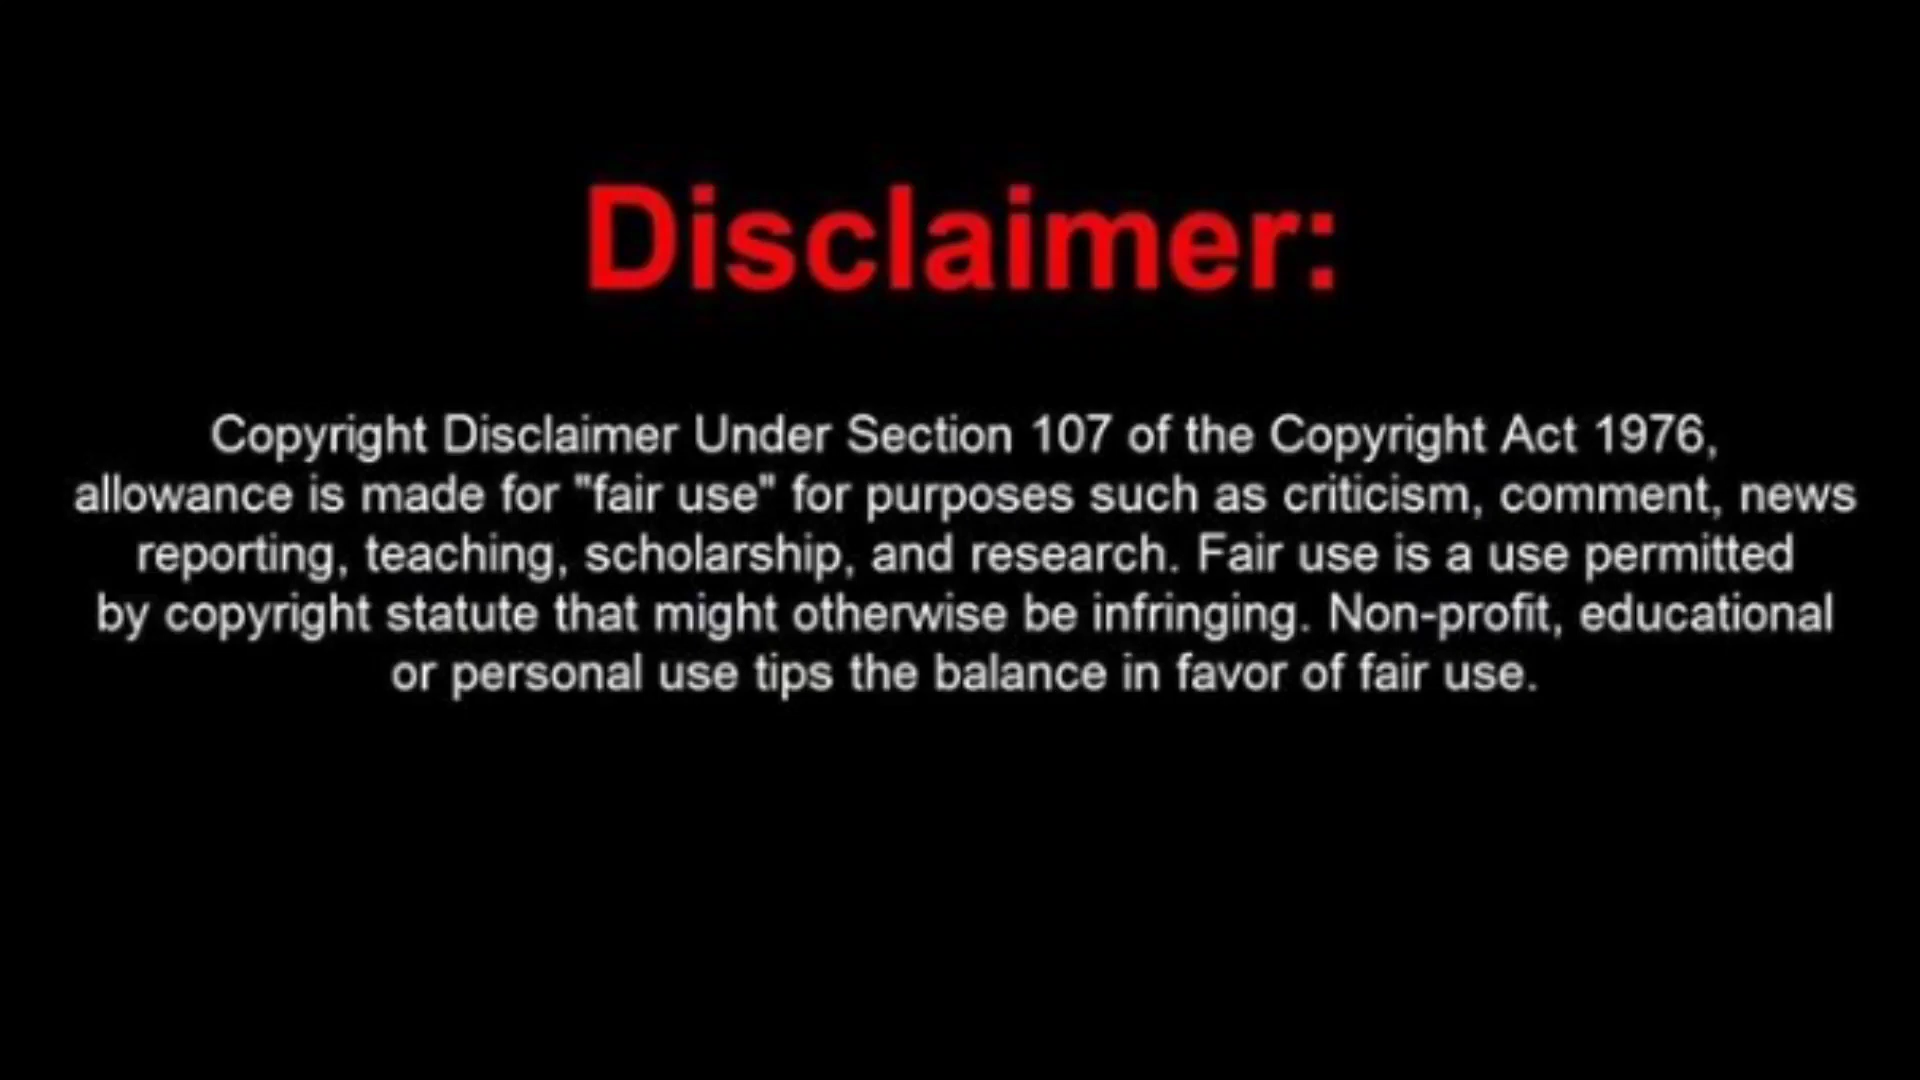 Disclaimer:
Copyright Disclaimer Under Section 107 of the Copyright Act 1976,
allowance is made for "fair use" for purposes such as criticism, comment, news
reporting, teaching, scholarship, and research. Fair use is a use permitted
by copyright statute that might otherwise be infringing. Non-profit, educational
or personal use tips the balance in favor of fair use.